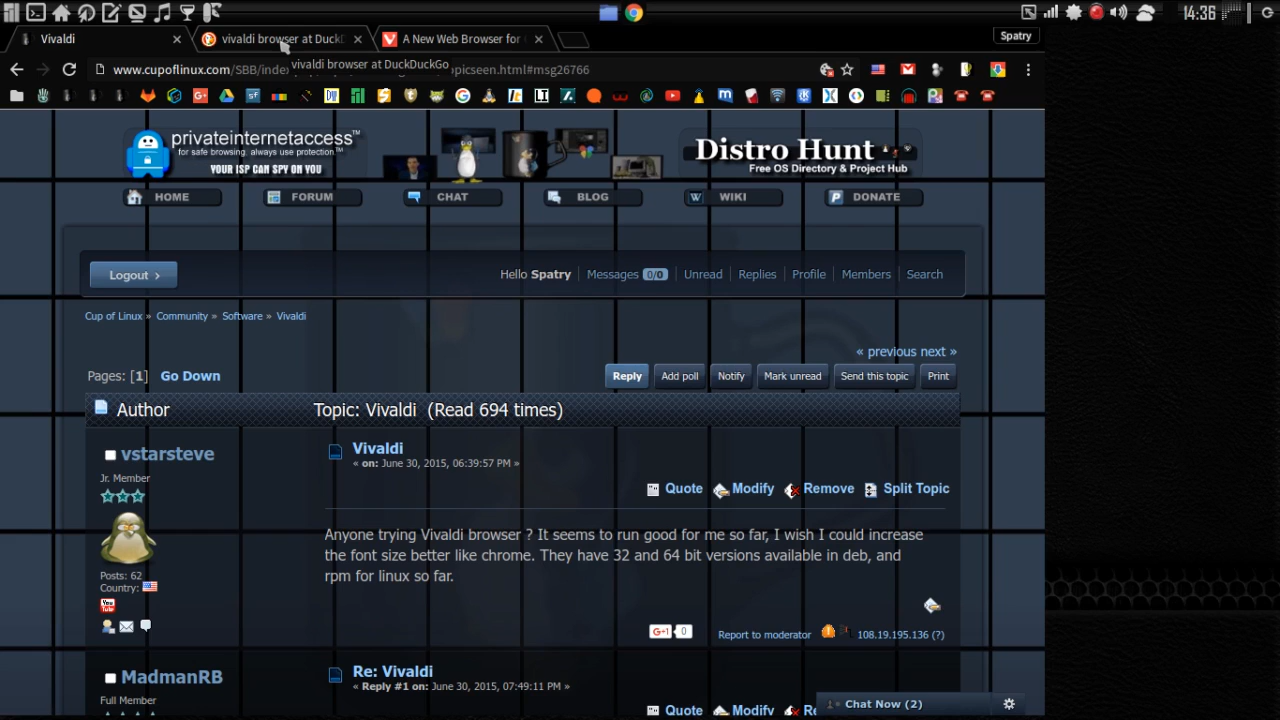 14:36
Vivaldi
vivaldi browser at Duck
A New Web Browser for
Spatry
www.cupoflinux.com/SBB/inde
opicseen.html#msg26766
vivaldi browser at DuckDuckGo
privateinternetaccess™
for safe browsing. always use protection.™
YOUR ISP CAN SPY ON YOU
Distro Hunt
Free OS Directory & Project Hub
HOME
FORUM
CHAT
BLOG
WIKI
DONATE
Logout ›
Hello Spatry
Messages 0/0
Unread
Replies
Profile
Members
Search
Cup of Linux » Community » Software » Vivaldi
« previous next »
Pages: [1] Go Down
Reply
Add poll
Notify
Mark unread
Send this topic
Print
Author
Topic: Vivaldi (Read 694 times)
vstarsteve
Jr. Member
Posts: 62
Country:
Vivaldi
« on: June 30, 2015, 06:39:57 PM »
Quote
Modify
Remove
Split Topic
Anyone trying Vivaldi browser ? It seems to run good for me so far, I wish I could increase
the font size better like chrome. They have 32 and 64 bit versions available in deb, and
rpm for linux so far.
G+1 0
Report to moderator
108.19.195.136 (?)
MadmanRB
Full Member
Re: Vivaldi
« Reply #1 on: June 30, 2015, 07:49:11 PM »
Quote
Modify
Re
Chat Now (2)